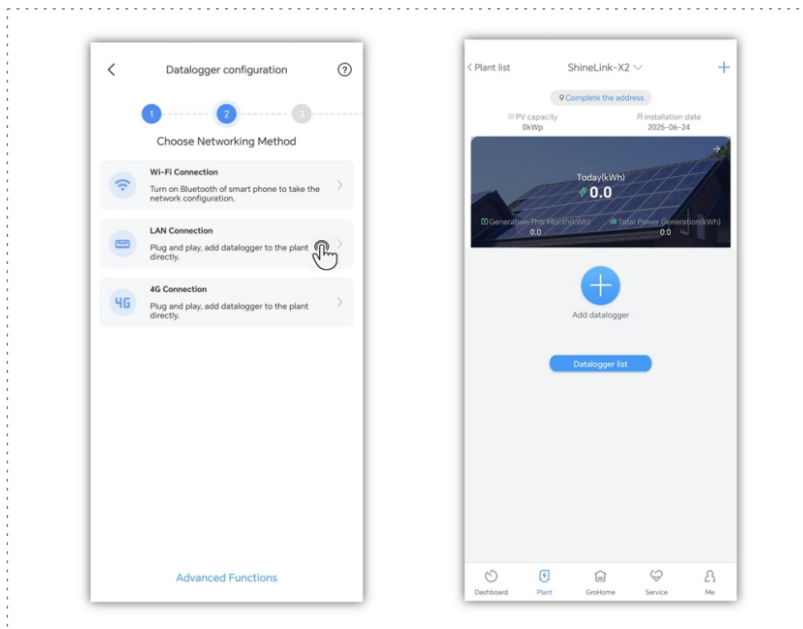 Datalogger configuration
?
1 2 3
Choose Networking Method
Wi-Fi Connection
Turn on Bluetooth of smart phone to take the
network configuration.
LAN Connection
Plug and play, add datalogger to the plant
directly.
4G
4G Connection
Plug and play, add datalogger to the plant
directly.
Advanced Functions
Plant list
ShineLink-X2
Complete the address
PV capacity
0kWp
Installation date
2025-06-24
Today(kWh)
0.0
Generation This Month(kWh)
0.0
Total Power Generation(kWh)
0.0
Add datalogger
Datalogger list
Dashboard Plant GroHome Service Me